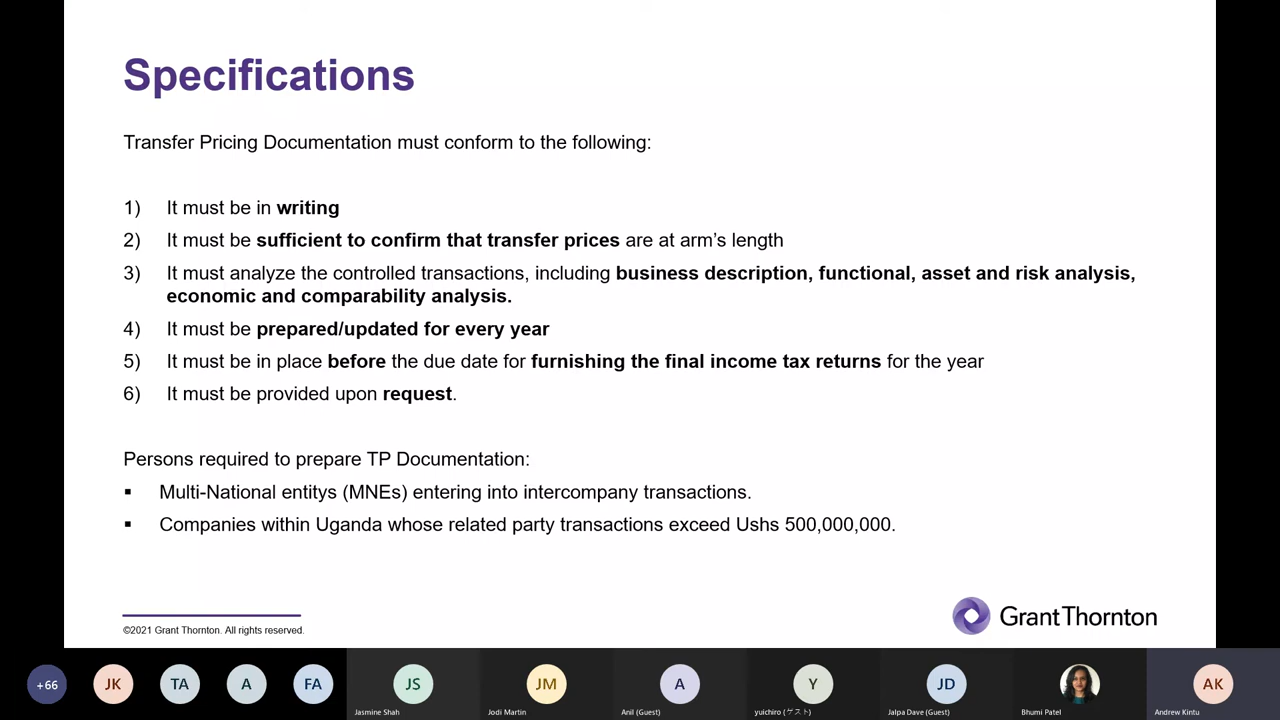 Specifications
Transfer Pricing Documentation must conform to the following:
1) It must be in writing
2) It must be sufficient to confirm that transfer prices are at arm's length
3) It must analyze the controlled transactions, including business description, functional, asset and risk analysis,
economic and comparability analysis.
4) It must be prepared/updated for every year
5) It must be in place before the due date for furnishing the final income tax returns for the year
6) It must be provided upon request.
Persons required to prepare TP Documentation:
▪ Multi-National entitys (MNEs) entering into intercompany transactions.
▪ Companies within Uganda whose related party transactions exceed Ushs 500,000,000.
©2021 Grant Thornton. All rights reserved.
GrantThornton
+66 JK TA A FA JS JM A Y JD AK
Jasmine Shah Jodi Martin Anil (Guest) yuichiro (ゲスト) Jalpa Dave (Guest) Bhumi Patel Andrew Kintu